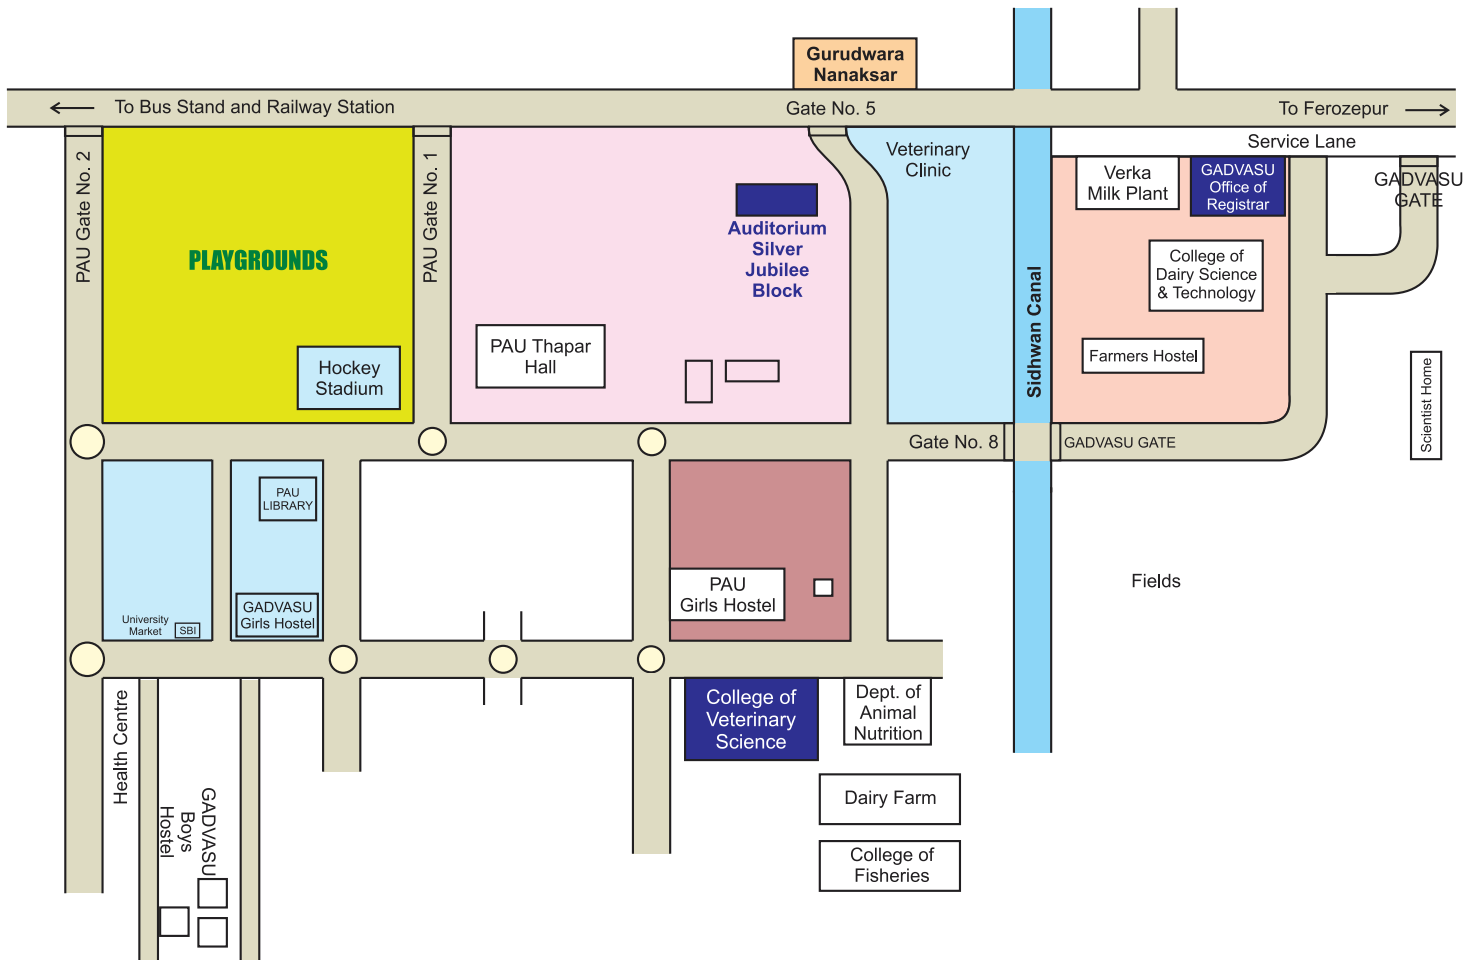 Gurudwara
Nanaksar
To Bus Stand and Railway Station
Gate No. 5
To Ferozepur
Service Lane
PAU Gate No. 2
PAU Gate No. 1
Veterinary
Clinic
Verka
Milk Plant
GADVASU
Office of
Registrar
GADVASU
GATE
PLAYGROUNDS
Auditorium
Silver
Jubilee
Block
College of
Dairy Science
& Technology
Sidhwan Canal
PAU Thapar
Hall
Hockey
Stadium
Farmers Hostel
Scientist Home
Gate No. 8
GADVASU GATE
PAU
LIBRARY
PAU
Girls Hostel
Fields
University
Market
SBI
GADVASU
Girls Hostel
Health Centre
College of
Veterinary
Science
Dept. of
Animal
Nutrition
GADVASU
Boys
Hostel
Dairy Farm
College of
Fisheries